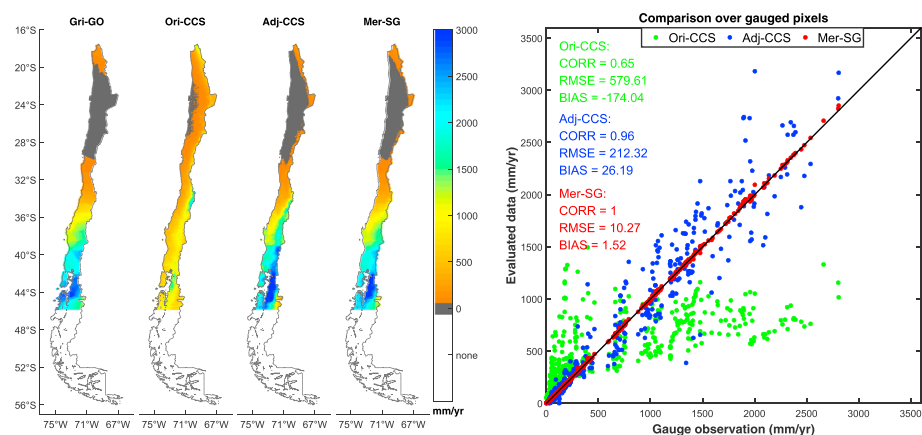 Gri-GO Ori-CCS Adj-CCS Mer-SG
16°S
20°S
24°S
28°S
32°S
36°S
40°S
44°S
48°S
52°S
56°S
75°W 71°W 67°W 75°W 71°W 67°W 75°W 71°W 67°W 75°W 71°W 67°W
3000
2500
2000
1500
1000
500
0
none
mm/yr
Comparison over gauged pixels
Ori-CCS Adj-CCS Mer-SG
Ori-CCS:
CORR = 0.65
RMSE = 579.61
BIAS = -174.04
Adj-CCS:
CORR = 0.96
RMSE = 212.32
BIAS = 26.19
Mer-SG:
CORR = 1
RMSE = 10.27
BIAS = 1.52
Evaluated data (mm/yr)
3500
3000
2500
2000
1500
1000
500
0
0 500 1000 1500 2000 2500 3000 3500
Gauge observation (mm/yr)